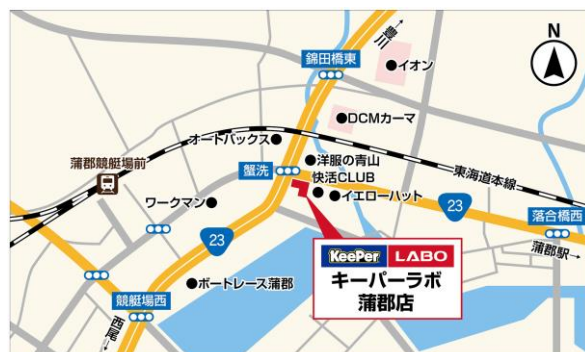 豊川
錦田橋東
イオン
N
DCMカーマ
オートバックス
蒲郡競艇場前
蟹洗
洋服の青山
東海道本線
快活CLUB
ワークマン
イエローハット
23
落合橋西
23
蒲郡駅
KeePer LABO
キーパーラボ
蒲郡店
ボートレース蒲郡
競艇場西
西尾